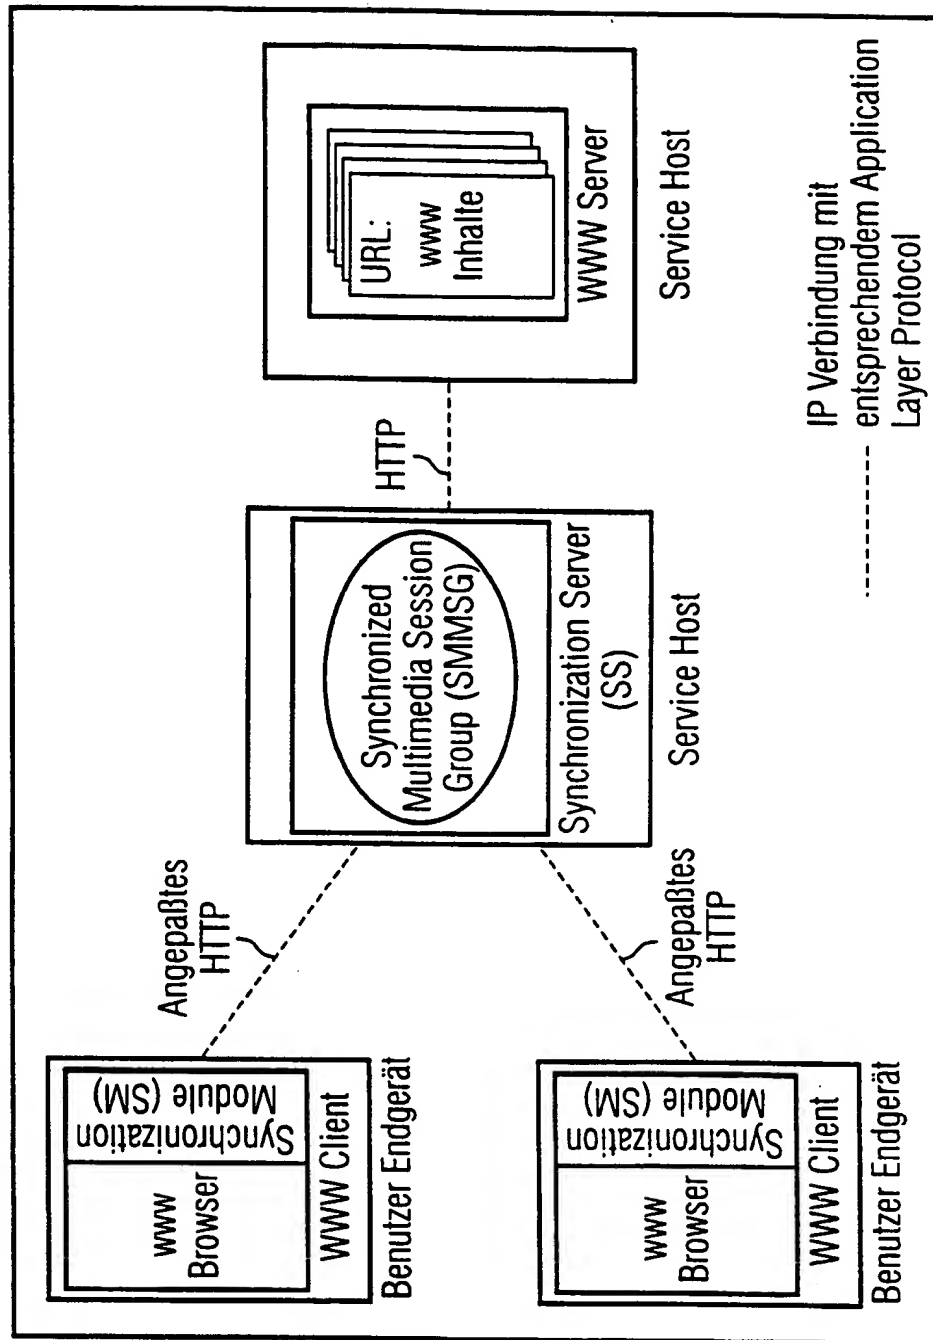 www
Browser
Synchronization
Module (SM)
WWW Client
Benutzer Endgerät
www
Browser
Synchronization
Module (SM)
WWW Client
Benutzer Endgerät
Angepaßtes
HTTP
Angepaßtes
HTTP
Synchronized
Multimedia Session
Group (SMMSG)
Synchronization Server
(SS)
Service Host
HTTP
URL:
www
Inhalte
WWW Server
Service Host
IP Verbindung mit
entsprechendem Application
Layer Protocol